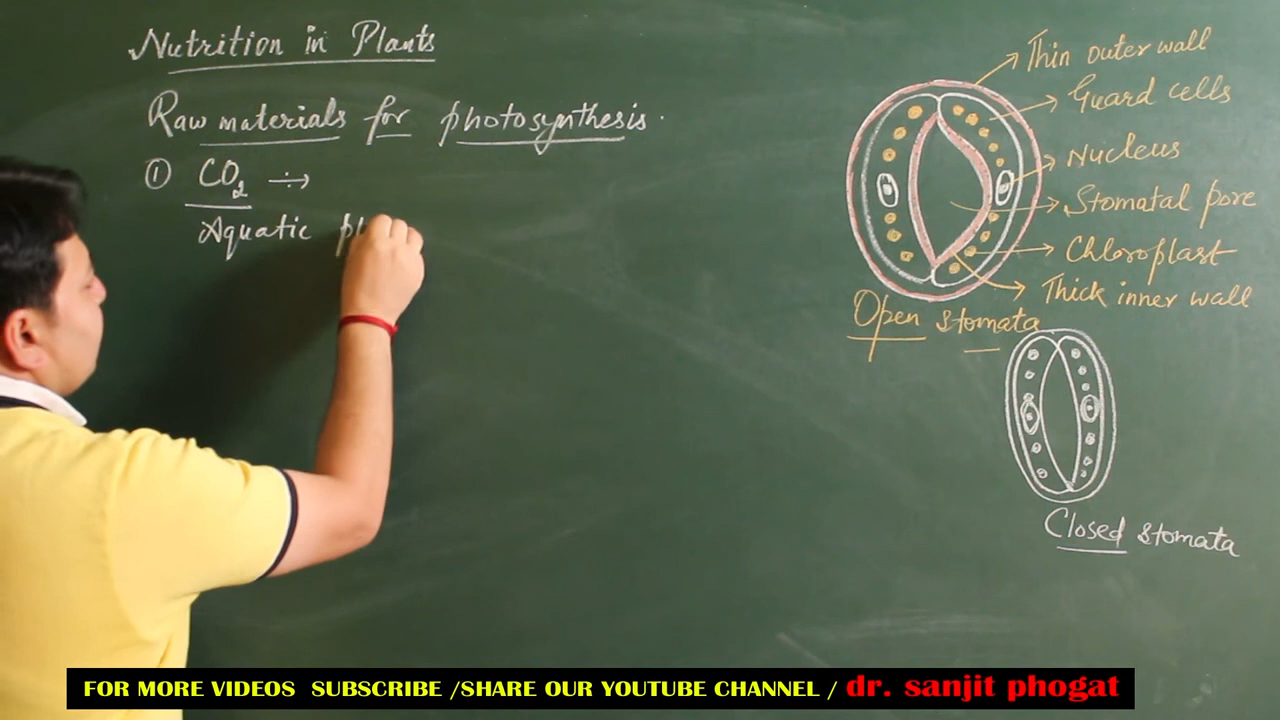 Nutrition in Plants
Raw materials for photosynthesis.
① CO2 ÷→
Aquatic pl
Thin outer wall
Guard cells
Nucleus
Stomatal pore
Chloroplast
Thick inner wall
Open stomata
Closed stomata
FOR MORE VIDEOS SUBSCRIBE /SHARE OUR YOUTUBE CHANNEL / dr. sanjit phogat